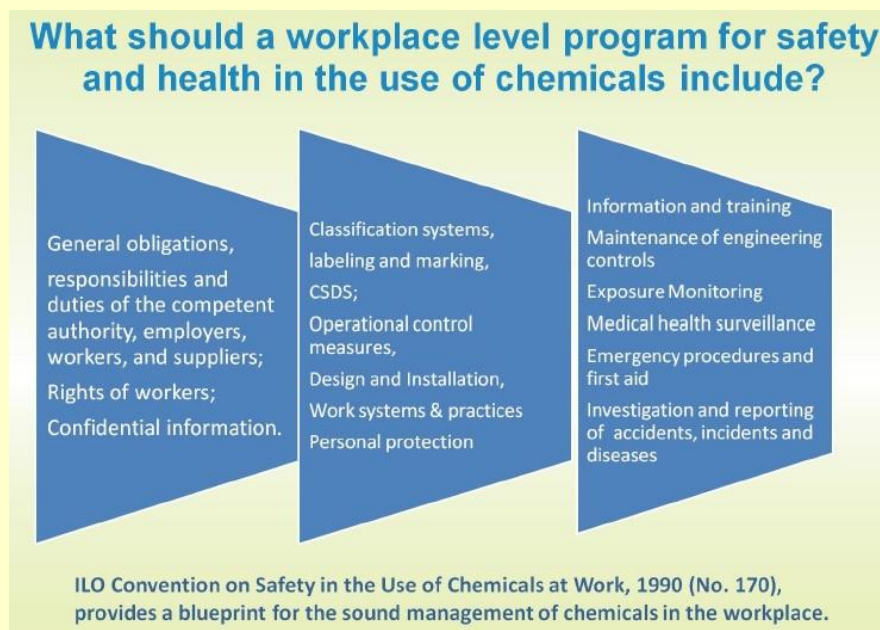 What should a workplace level program for safety
and health in the use of chemicals include?
General obligations,
responsibilities and
duties of the competent
authority, employers,
workers, and suppliers;
Rights of workers;
Confidential information.
Classification systems,
labeling and marking,
CSDS;
Operational control
measures,
Design and Installation,
Work systems & practices
Personal protection
Information and training
Maintenance of engineering
controls
Exposure Monitoring
Medical health surveillance
Emergency procedures and
first aid
Investigation and reporting
of accidents, incidents and
diseases
ILO Convention on Safety in the Use of Chemicals at Work, 1990 (No. 170),
provides a blueprint for the sound management of chemicals in the workplace.